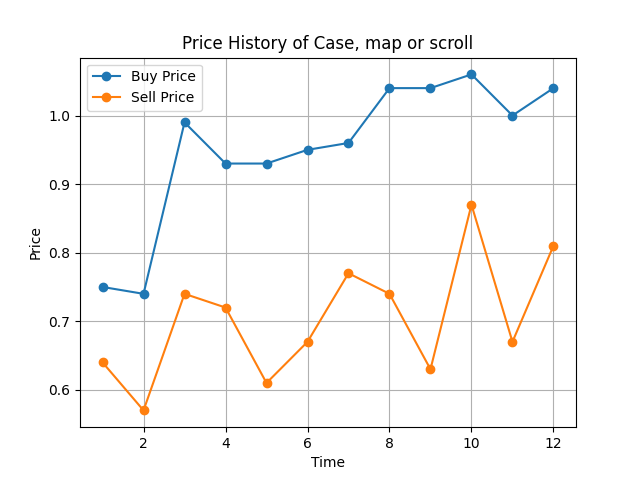 Price History of Case, map or scroll
Buy Price
Sell Price
Price
1.0
0.9
0.8
0.7
0.6
2 4 6 8 10 12
Time